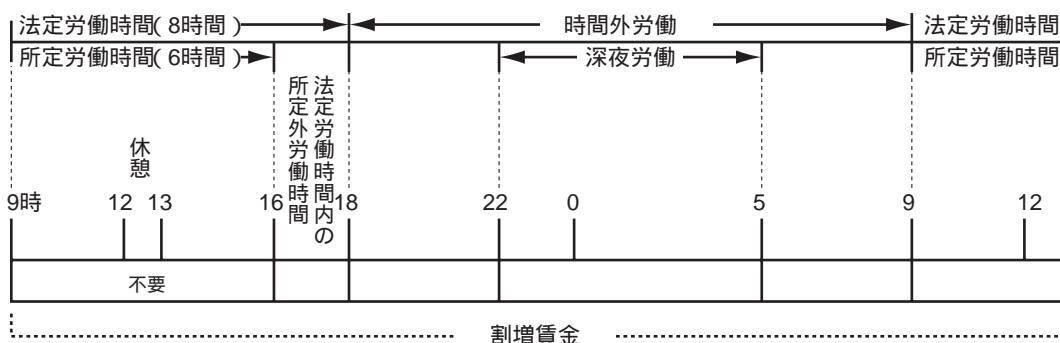 法定労働時間(8時間)
時間外労働
法定労働時間
所定労働時間(6時間)
深夜労働
所定労働時間
法定労働時間内の
所定外労働時間
休憩
9時 12 13 16 18 22 0 5 9 12
不要
割増賃金